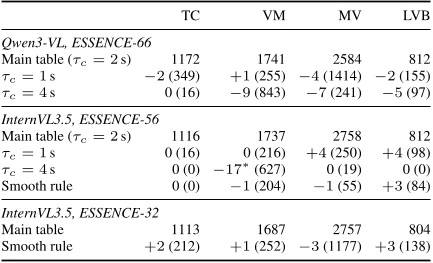 TC VM MV LVB
Qwen3-VL, ESSENCE-66
Main table (τc = 2 s) 1172 1741 2584 812
τc = 1 s −2 (349) +1 (255) −4 (1414) −2 (155)
τc = 4 s 0 (16) −9 (843) −7 (241) −5 (97)
InternVL3.5, ESSENCE-56
Main table (τc = 2 s) 1116 1737 2758 812
τc = 1 s 0 (16) 0 (216) +4 (250) +4 (98)
τc = 4 s 0 (0) −17* (627) 0 (19) 0 (0)
Smooth rule 0 (0) −1 (204) −1 (55) +3 (84)
InternVL3.5, ESSENCE-32
Main table 1113 1687 2757 804
Smooth rule +2 (212) +1 (252) −3 (1177) +3 (138)